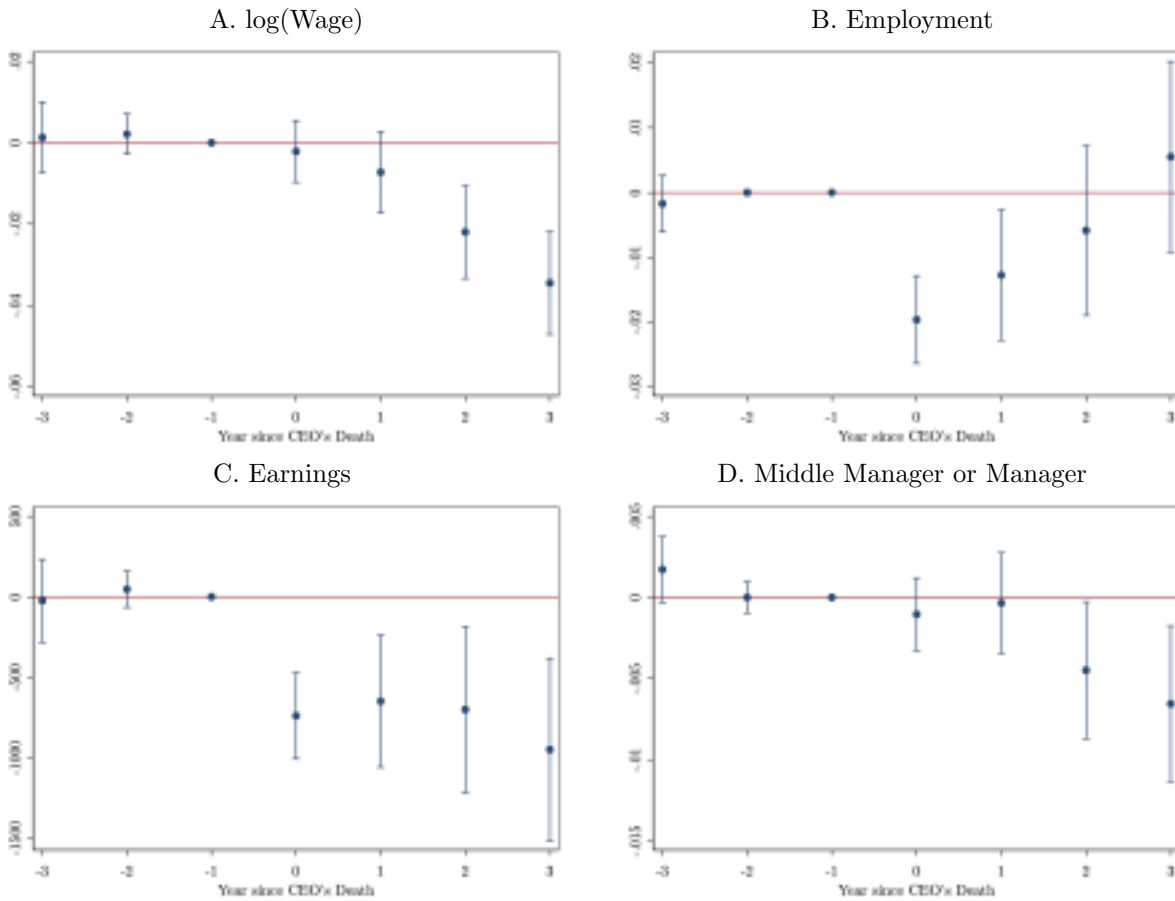 A. log(Wage)
B. Employment
.02
0
-.02
-.04
-.06
-3 -2 -1 0 1 2 3
Year since CEO's Death
.02
.01
0
-.01
-.02
-.03
-3 -2 -1 0 1 2 3
Year since CEO's Death
C. Earnings
D. Middle Manager or Manager
500
0
-500
-1000
-1500
-3 -2 -1 0 1 2 3
Year since CEO's Death
.005
0
-.005
-.01
-.015
-3 -2 -1 0 1 2 3
Year since CEO's Death